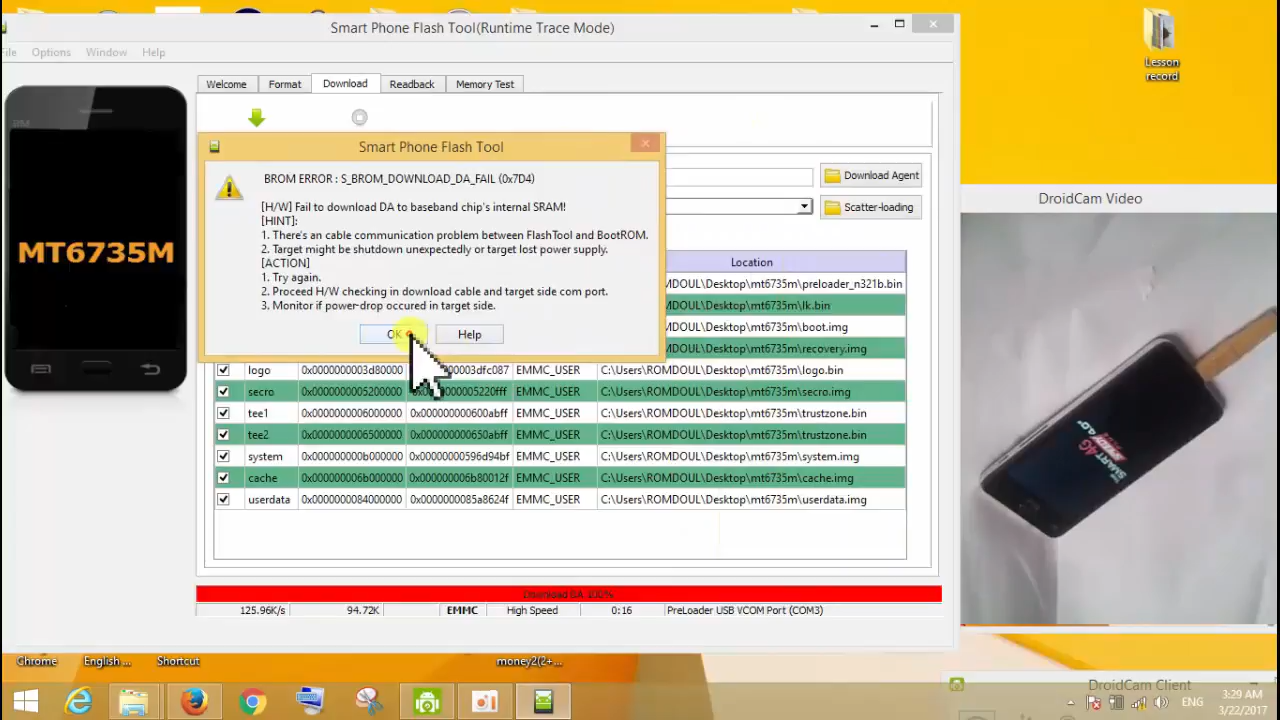 Smart Phone Flash Tool(Runtime Trace Mode)
File Options Window Help
Lesson record
Welcome Format Download Readback Memory Test
Smart Phone Flash Tool
BROM ERROR : S_BROM_DOWNLOAD_DA_FAIL (0x7D4)
[H/W] Fail to download DA to baseband chip's internal SRAM!
[HINT]:
1. There's an cable communication problem between FlashTool and BootROM.
2. Target might be shutdown unexpectedly or target lost power supply.
[ACTION]
1. Try again.
2. Proceed H/W checking in download cable and target side com port.
3. Monitor if power-drop occured in target side.
OK Help
Download Agent
Scatter-loading
MT6735M
DroidCam Video
Location
MDOUL\Desktop\mt6735m\preloader_n321b.bin
MDOUL\Desktop\mt6735m\lk.bin
MDOUL\Desktop\mt6735m\boot.img
MDOUL\Desktop\mt6735m\recovery.img
logo 0x0000000003d80000 000003dfc087 EMMC_USER C:\Users\ROMDOUL\Desktop\mt6735m\logo.bin
secro 0x0000000005200000 00005220fff EMMC_USER C:\Users\ROMDOUL\Desktop\mt6735m\secro.img
tee1 0x0000000006000000 0x000000000600abff EMMC_USER C:\Users\ROMDOUL\Desktop\mt6735m\trustzone.bin
tee2 0x0000000006500000 0x000000000650abff EMMC_USER C:\Users\ROMDOUL\Desktop\mt6735m\trustzone.bin
system 0x000000000b000000 0x00000000596d94bf EMMC_USER C:\Users\ROMDOUL\Desktop\mt6735m\system.img
cache 0x000000006b000000 0x000000006b80012f EMMC_USER C:\Users\ROMDOUL\Desktop\mt6735m\cache.img
userdata 0x0000000084000000 0x0000000085a8624f EMMC_USER C:\Users\ROMDOUL\Desktop\mt6735m\userdata.img
SMART 4G
Download DA 100%
125.96K/s 94.72K EMMC High Speed 0:16 PreLoader USB VCOM Port (COM3)
Chrome English ... Shortcut money2(2+...
DroidCam Client
ENG
3:29 AM
3/22/2017